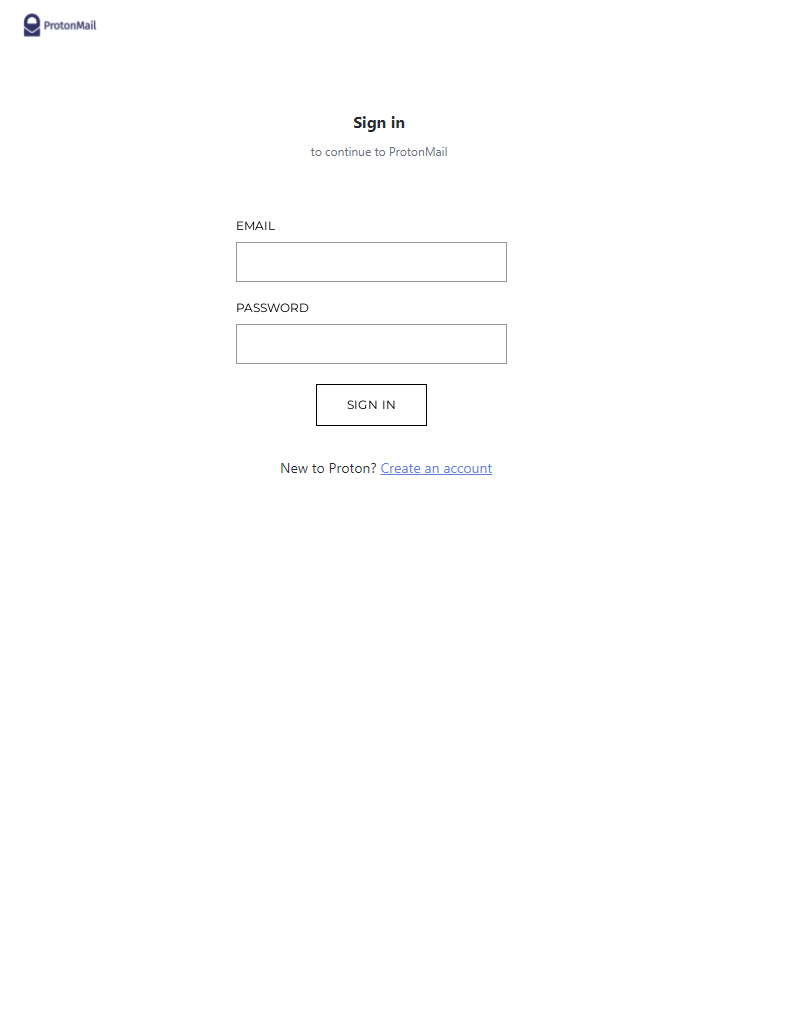 ProtonMail
Sign in
to continue to ProtonMail
EMAIL
PASSWORD
SIGN IN
New to Proton? Create an account